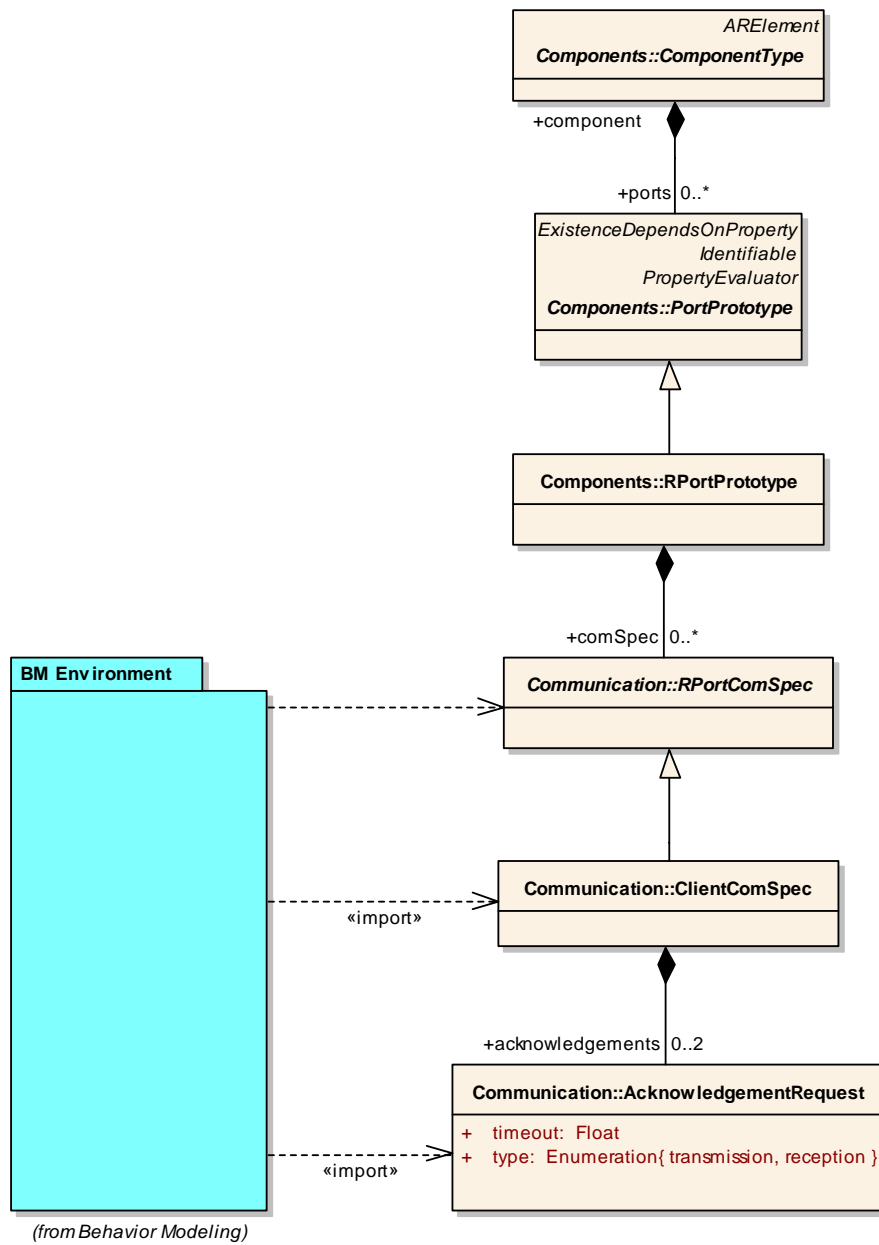 ARElement
Components::ComponentType
+component
+ports 0..*
ExistenceDependsOnProperty
Identifiable
PropertyEvaluator
Components::PortPrototype
Components::RPortPrototype
+comSpec 0..*
BM Environment
Communication::RPortComSpec
Communication::ClientComSpec
«import»
+acknowledgements 0..2
Communication::AcknowledgementRequest
+ timeout: Float
+ type: Enumeration{ transmission, reception }
«import»
(from Behavior Modeling)